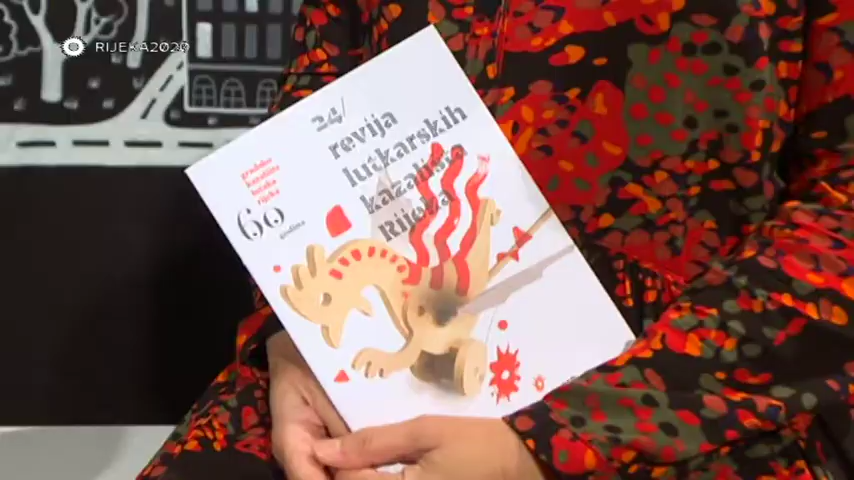 RIJEKA2020
24/
revija
lutkarskih
kazališta
Rijeka
gradsko
kazalište
lutaka
rijeka
60
godina